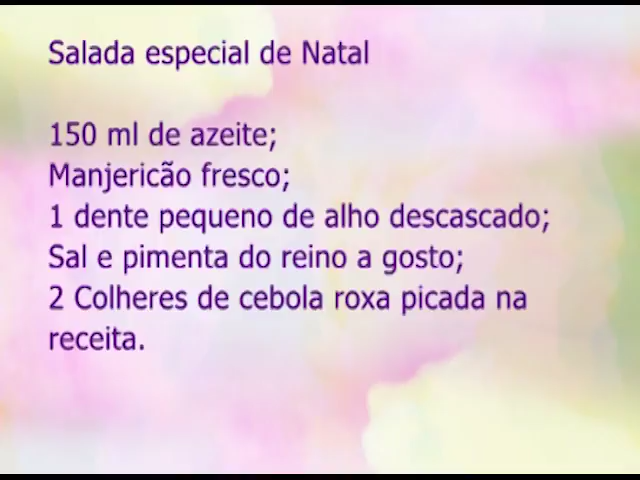 Salada especial de Natal
150 ml de azeite;
Manjericão fresco;
1 dente pequeno de alho descascado;
Sal e pimenta do reino a gosto;
2 Colheres de cebola roxa picada na
receita.